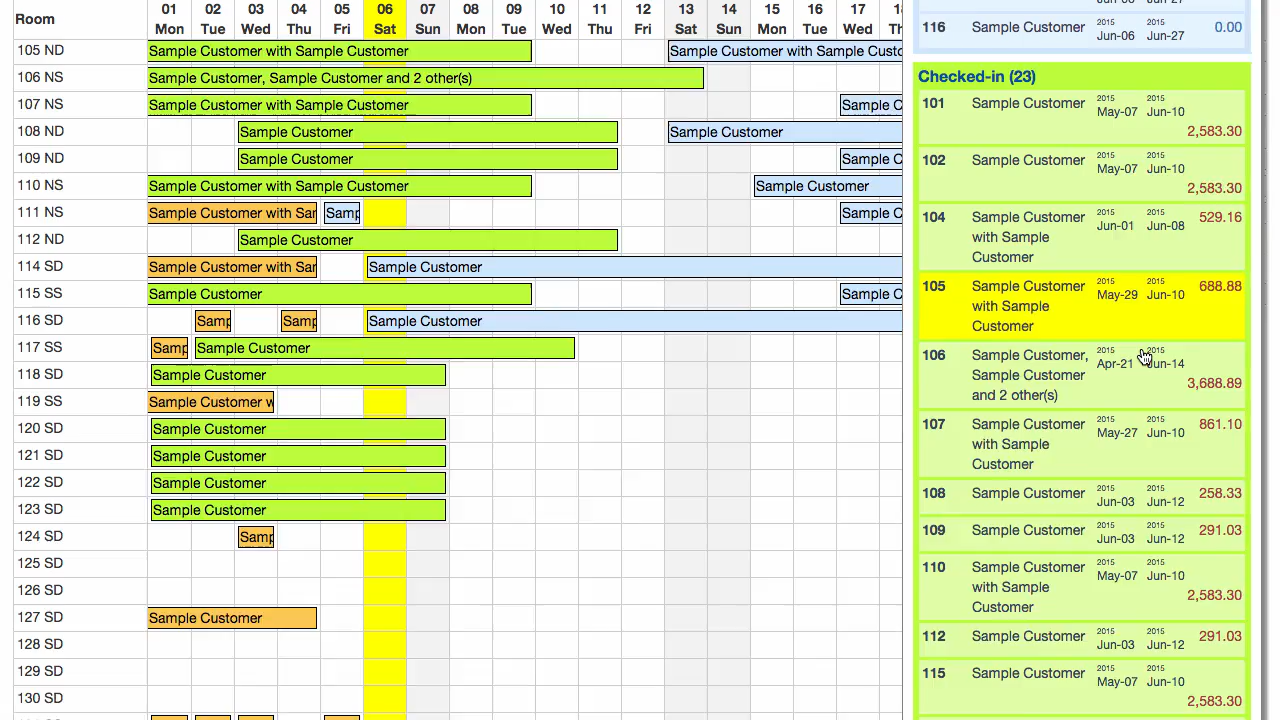 Room
01 02 03 04 05 06 07 08 09 10 11 12 13 14 15 16 17
Mon Tue Wed Thu Fri Sat Sun Mon Tue Wed Thu Fri Sat Sun Mon Tue Wed
105 ND Sample Customer with Sample Customer Sample Customer with Sample Custo
106 NS Sample Customer, Sample Customer and 2 other(s)
107 NS Sample Customer with Sample Customer Sample C
108 ND Sample Customer Sample Customer
109 ND Sample Customer Sample C
110 NS Sample Customer with Sample Customer Sample Customer
111 NS Sample Customer with Sar Samp Sample C
112 ND Sample Customer
114 SD Sample Customer with Sar Sample Customer
115 SS Sample Customer Sample C
116 SD Samp Samp Sample Customer
117 SS Samp Sample Customer
118 SD Sample Customer
119 SS Sample Customer w
120 SD Sample Customer
121 SD Sample Customer
122 SD Sample Customer
123 SD Sample Customer
124 SD Samp
125 SD
126 SD
127 SD Sample Customer
128 SD
129 SD
130 SD
116 Sample Customer 2015 2015 0.00
Jun-06 Jun-27
Checked-in (23)
101 Sample Customer 2015 2015
May-07 Jun-10
2,583.30
102 Sample Customer 2015 2015
May-07 Jun-10
2,583.30
104 Sample Customer 2015 2015 529.16
Jun-01 Jun-08
with Sample
Customer
105 Sample Customer 2015 2015 688.88
May-29 Jun-10
with Sample
Customer
106 Sample Customer, 2015 2015
Apr-21 Jun-14
Sample Customer 3,688.89
and 2 other(s)
107 Sample Customer 2015 2015 861.10
May-27 Jun-10
with Sample
Customer
108 Sample Customer 2015 2015 258.33
Jun-03 Jun-12
109 Sample Customer 2015 2015 291.03
Jun-03 Jun-12
110 Sample Customer 2015 2015
May-07 Jun-10
with Sample 2,583.30
Customer
112 Sample Customer 2015 2015 291.03
Jun-03 Jun-12
115 Sample Customer 2015 2015
May-07 Jun-10
2,583.30